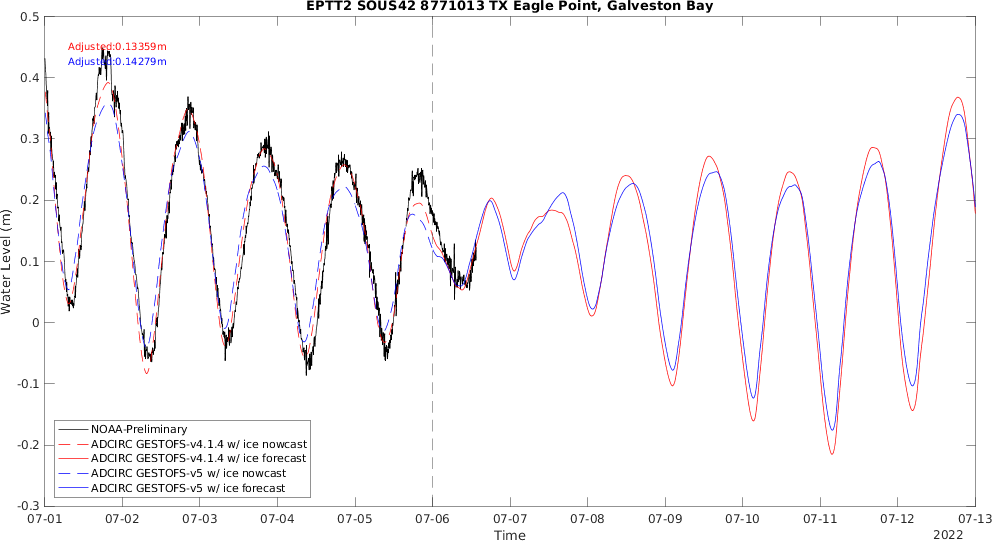 EPTT2 SOUS42 8771013 TX Eagle Point, Galveston Bay
Adjusted:0.13359m
Adjusted:0.14279m
0.5
0.4
0.3
0.2
0.1
0
-0.1
-0.2
-0.3
Water Level (m)
NOAA-Preliminary
ADCIRC GESTOFS-v4.1.4 w/ ice nowcast
ADCIRC GESTOFS-v4.1.4 w/ ice forecast
ADCIRC GESTOFS-v5 w/ ice nowcast
ADCIRC GESTOFS-v5 w/ ice forecast
07-01 07-02 07-03 07-04 07-05 07-06 07-07 07-08 07-09 07-10 07-11 07-12 07-13
Time
2022